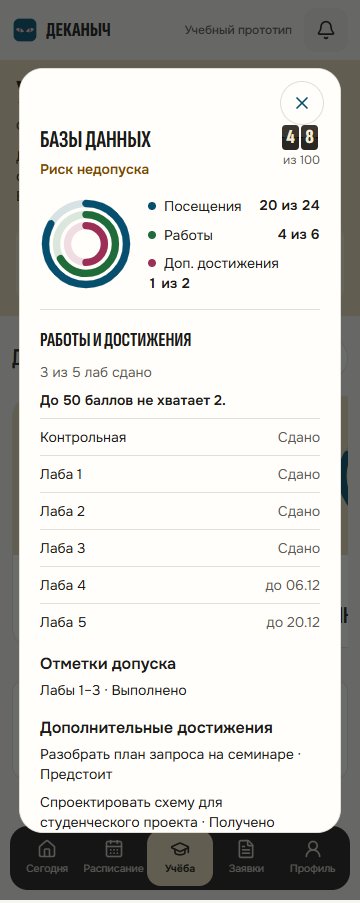 ДЕКАНЫЧ
Учебный прототип
БАЗЫ ДАННЫХ
48
из 100
Риск недопуска
Посещения 20 из 24
Работы 4 из 6
Доп. достижения
1 из 2
РАБОТЫ И ДОСТИЖЕНИЯ
3 из 5 лаб сдано
До 50 баллов не хватает 2.
Контрольная Сдано
Лаба 1 Сдано
Лаба 2 Сдано
Лаба 3 Сдано
Лаба 4 до 06.12
Лаба 5 до 20.12
Отметки допуска
Лабы 1–3 · Выполнено
Дополнительные достижения
Разобрать план запроса на семинаре ·
Предстоит
Спроектировать схему для
студенческого проекта · Получено
Сегодня Расписание Учёба Заявки Профиль